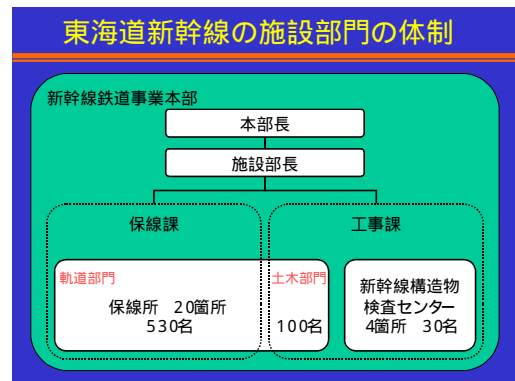 東海道新幹線の施設部門の体制
新幹線鉄道事業本部
本部長
施設部長
保線課
工事課
軌道部門
保線所 20箇所
530名
土木部門
100名
新幹線構造物
検査センター
4箇所 30名